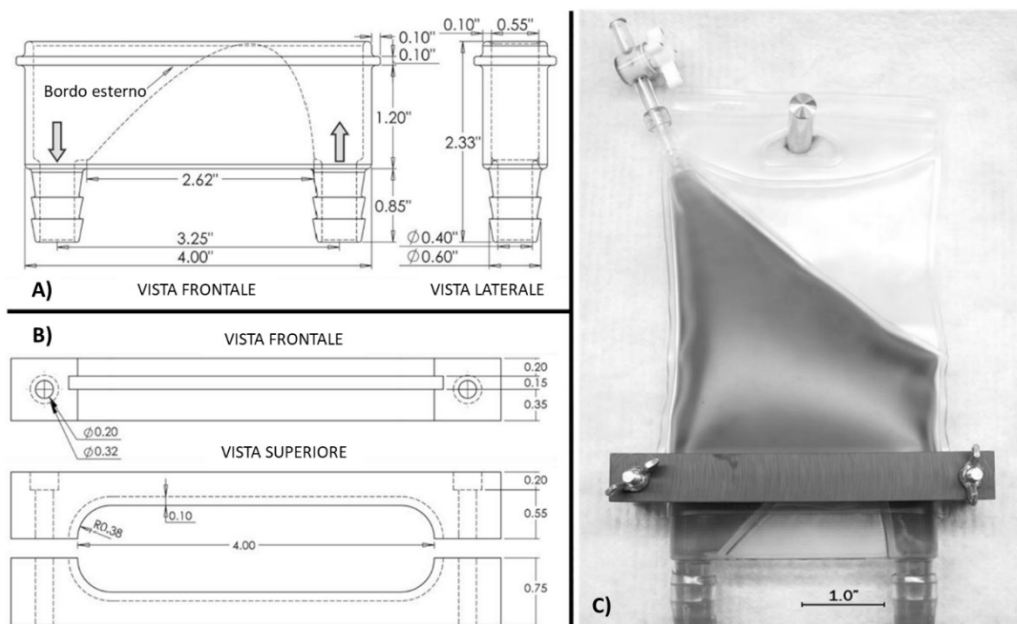 0.10" 0.55"
0.10"
0.10"
Bordo esterno
1.20"
2.33"
2.62"
0.85"
3.25"
4.00"
Ø0.40"
Ø0.60"
A)
VISTA FRONTALE
VISTA LATERALE
B)
VISTA FRONTALE
0.20
0.15
0.35
Ø0.20
Ø0.32
VISTA SUPERIORE
0.20
0.10
0.55
R0.38
4.00
0.75
C)
1.0"